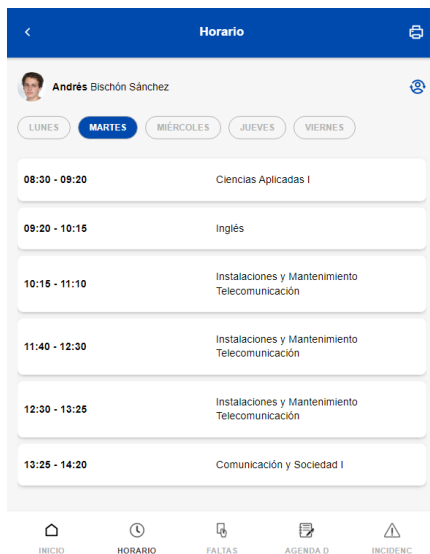 Horario
Andrés Bischón Sánchez
LUNES MARTES MIÉRCOLES JUEVES VIERNES
08:30 - 09:20 Ciencias Aplicadas I
09:20 - 10:15 Inglés
10:15 - 11:10 Instalaciones y Mantenimiento
Telecomunicación
11:40 - 12:30 Instalaciones y Mantenimiento
Telecomunicación
12:30 - 13:25 Instalaciones y Mantenimiento
Telecomunicación
13:25 - 14:20 Comunicación y Sociedad I
INICIO HORARIO FALTAS AGENDA D INCIDENC